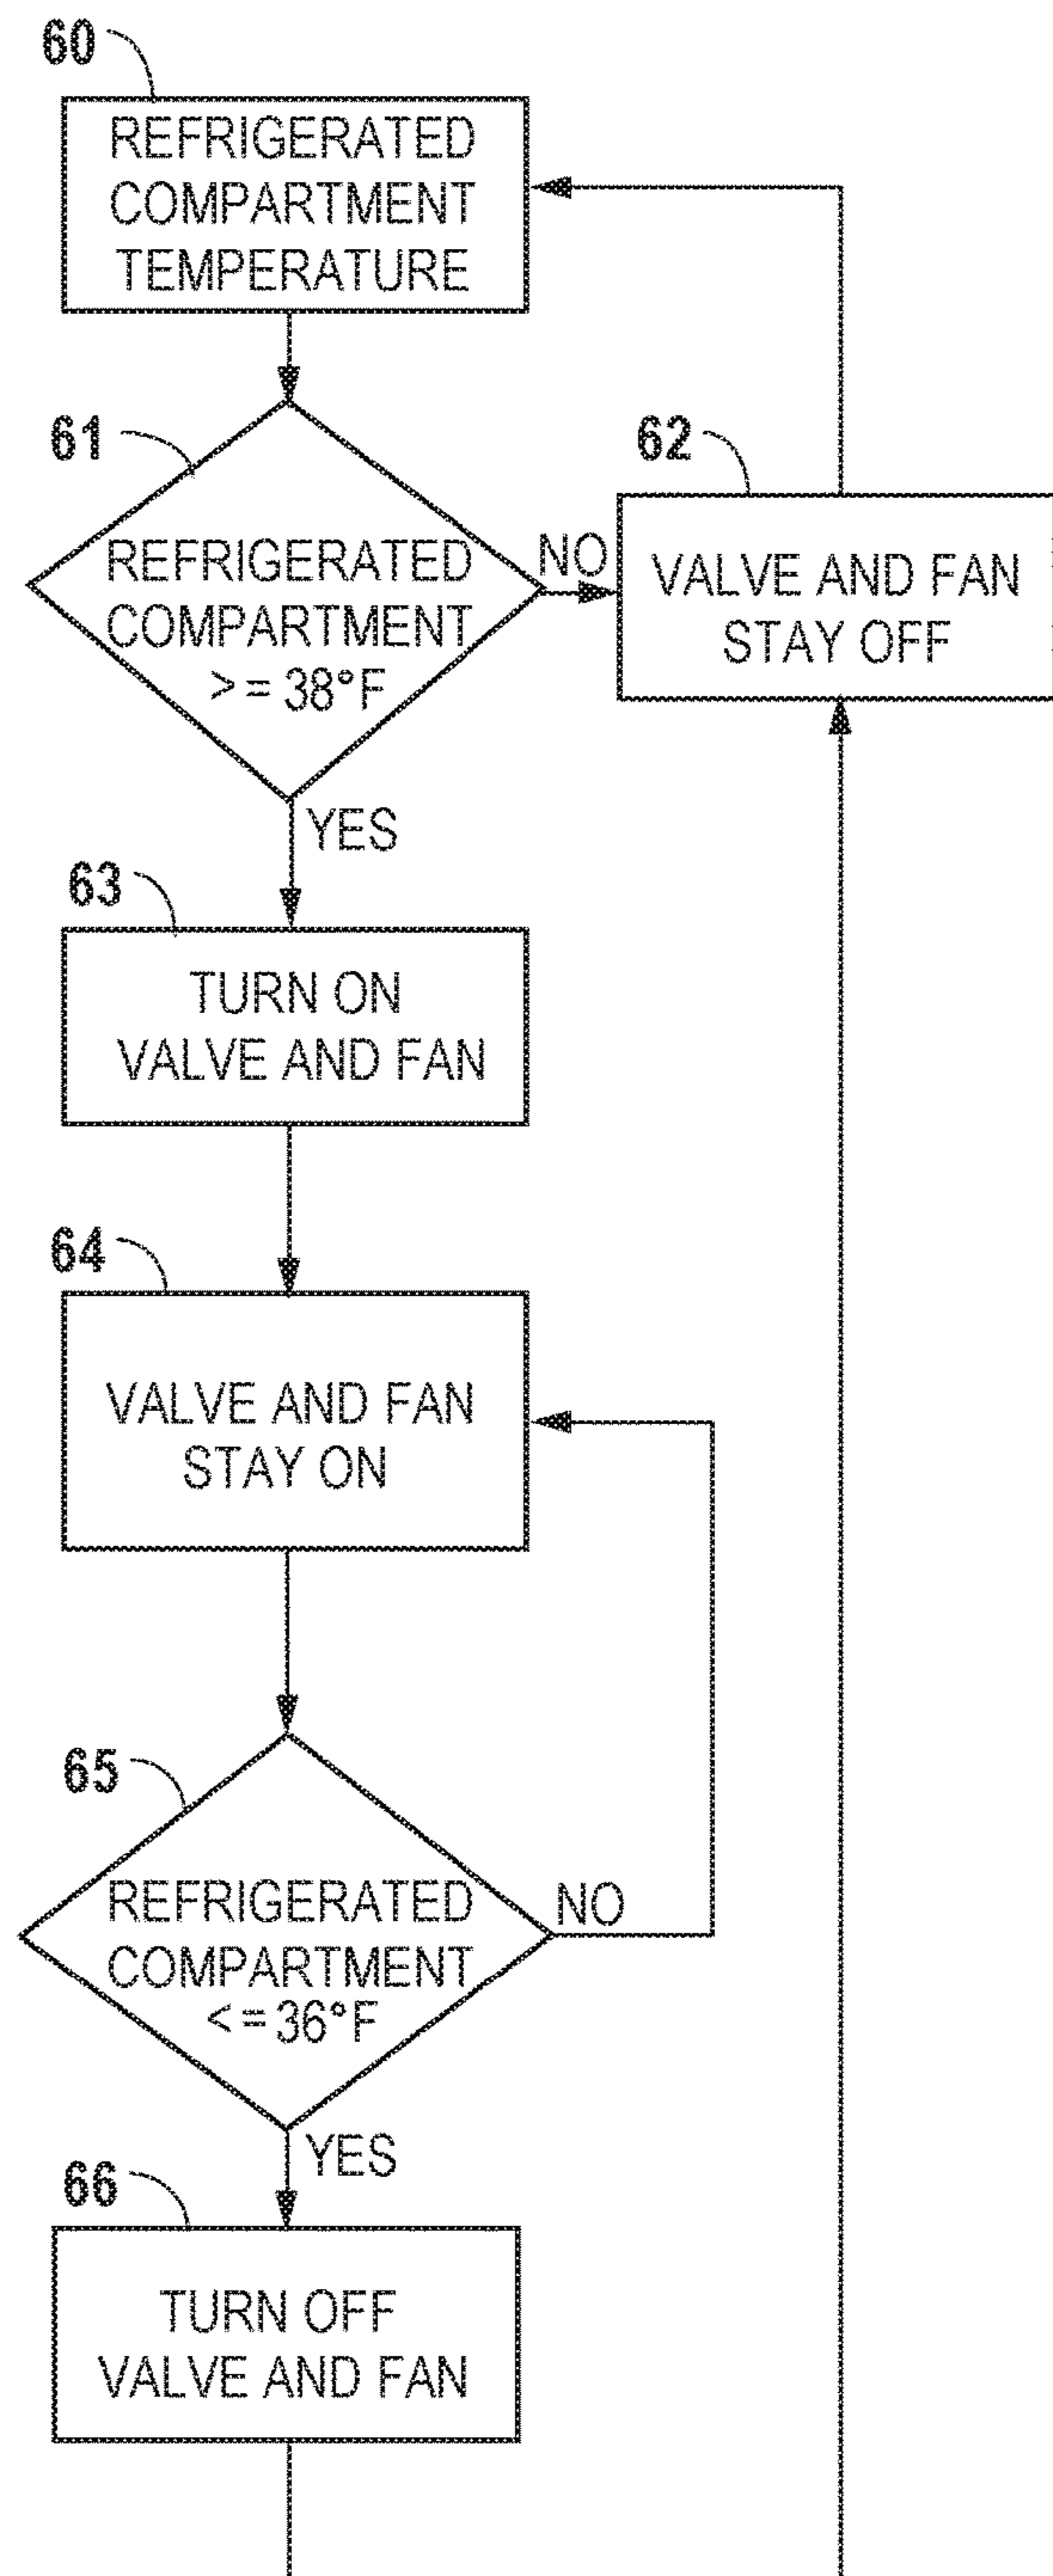 60
REFRIGERATED
COMPARTMENT
TEMPERATURE
61
REFRIGERATED
COMPARTMENT
> = 38°F
NO
62
VALVE AND FAN
STAY OFF
YES
63
TURN ON
VALVE AND FAN
64
VALVE AND FAN
STAY ON
65
REFRIGERATED
COMPARTMENT
< = 36°F
NO
YES
66
TURN OFF
VALVE AND FAN